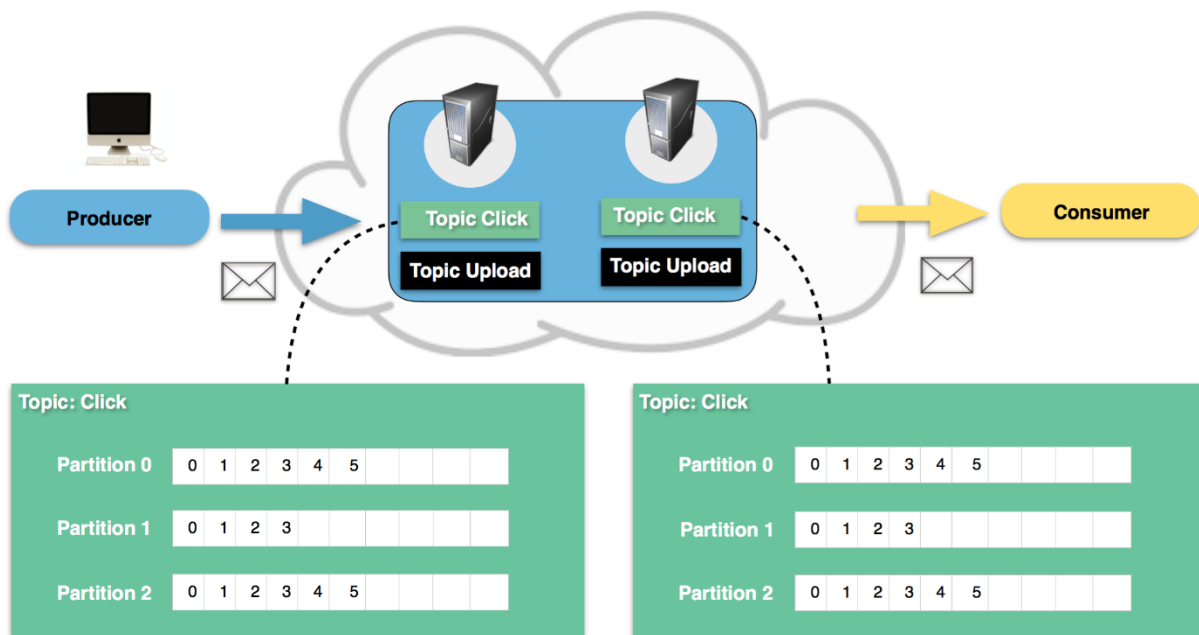 Producer
Topic Click
Topic Upload
Topic Click
Topic Upload
Consumer
Topic: Click
Partition 0 0 1 2 3 4 5
Partition 1 0 1 2 3
Partition 2 0 1 2 3 4 5
Topic: Click
Partition 0 0 1 2 3 4 5
Partition 1 0 1 2 3
Partition 2 0 1 2 3 4 5